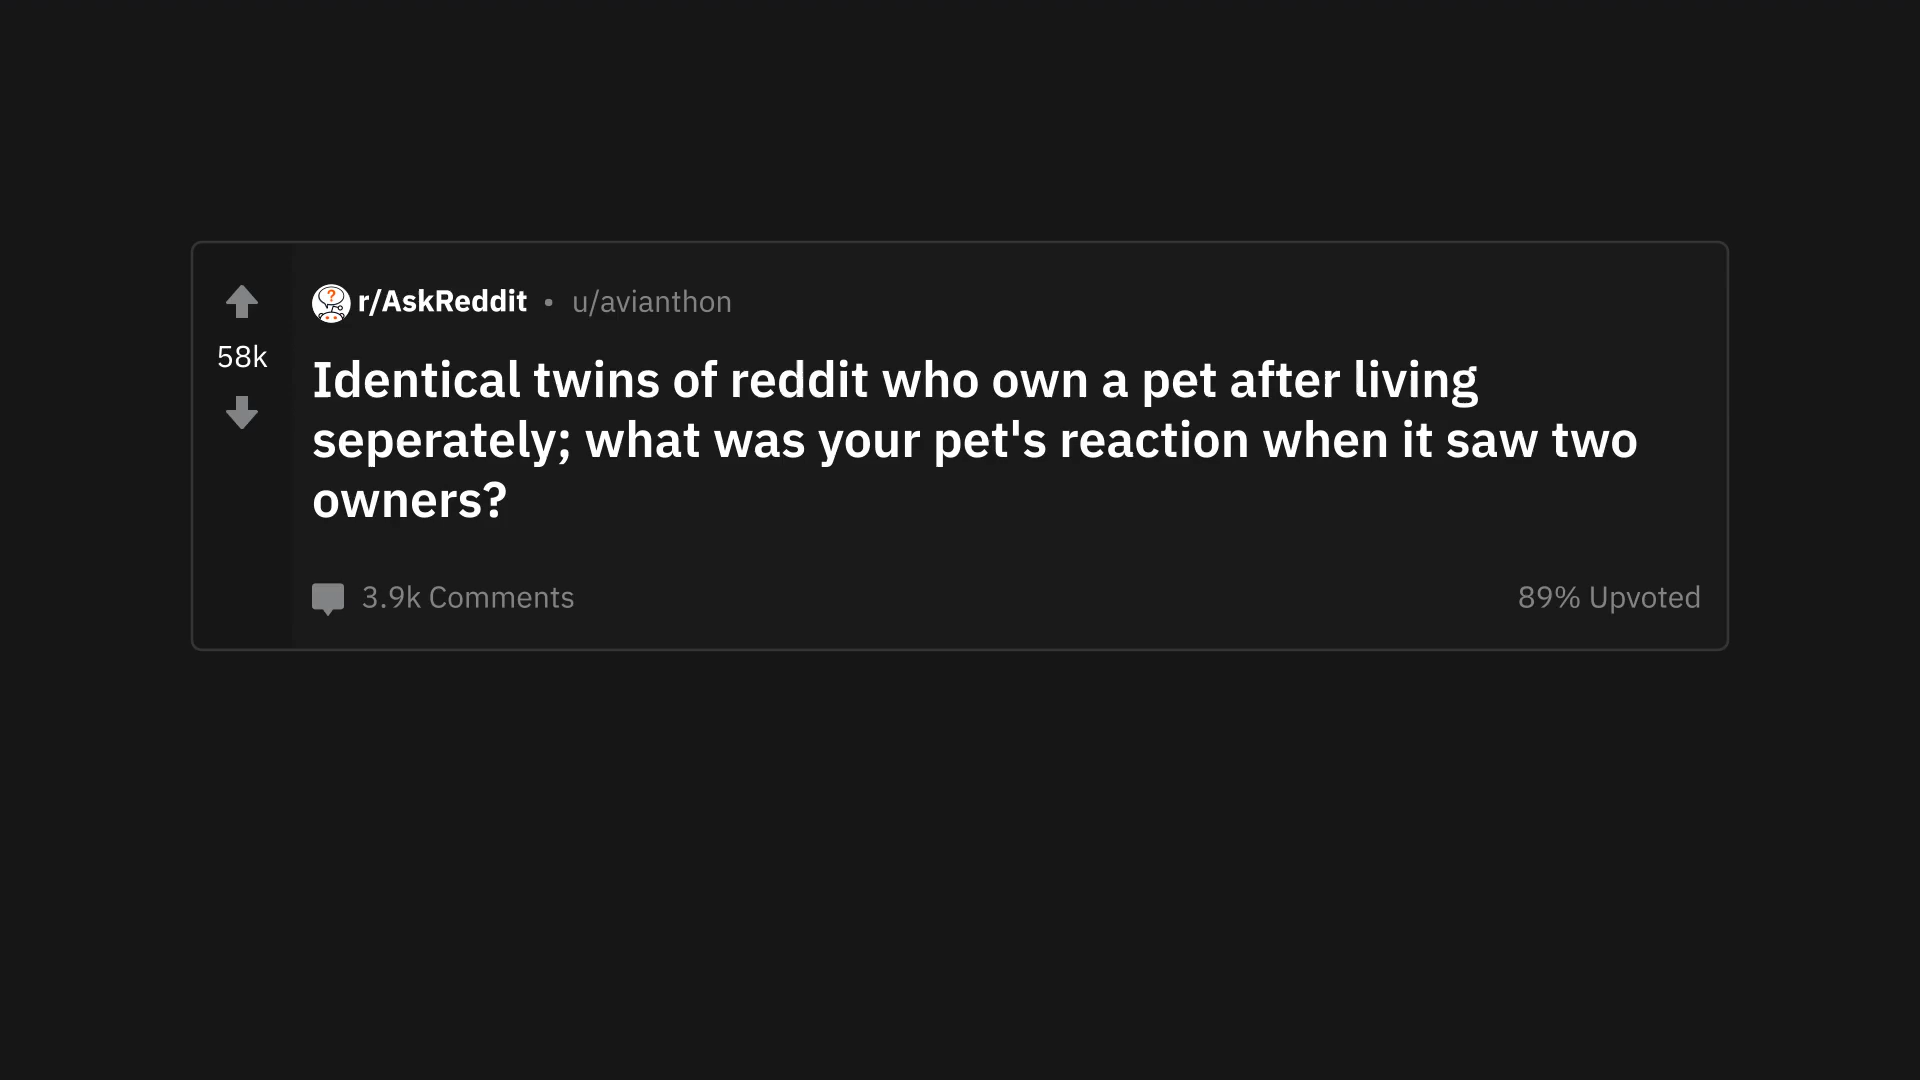 r/AskReddit • u/avianthon
58k
Identical twins of reddit who own a pet after living
seperately; what was your pet's reaction when it saw two
owners?
3.9k Comments
89% Upvoted